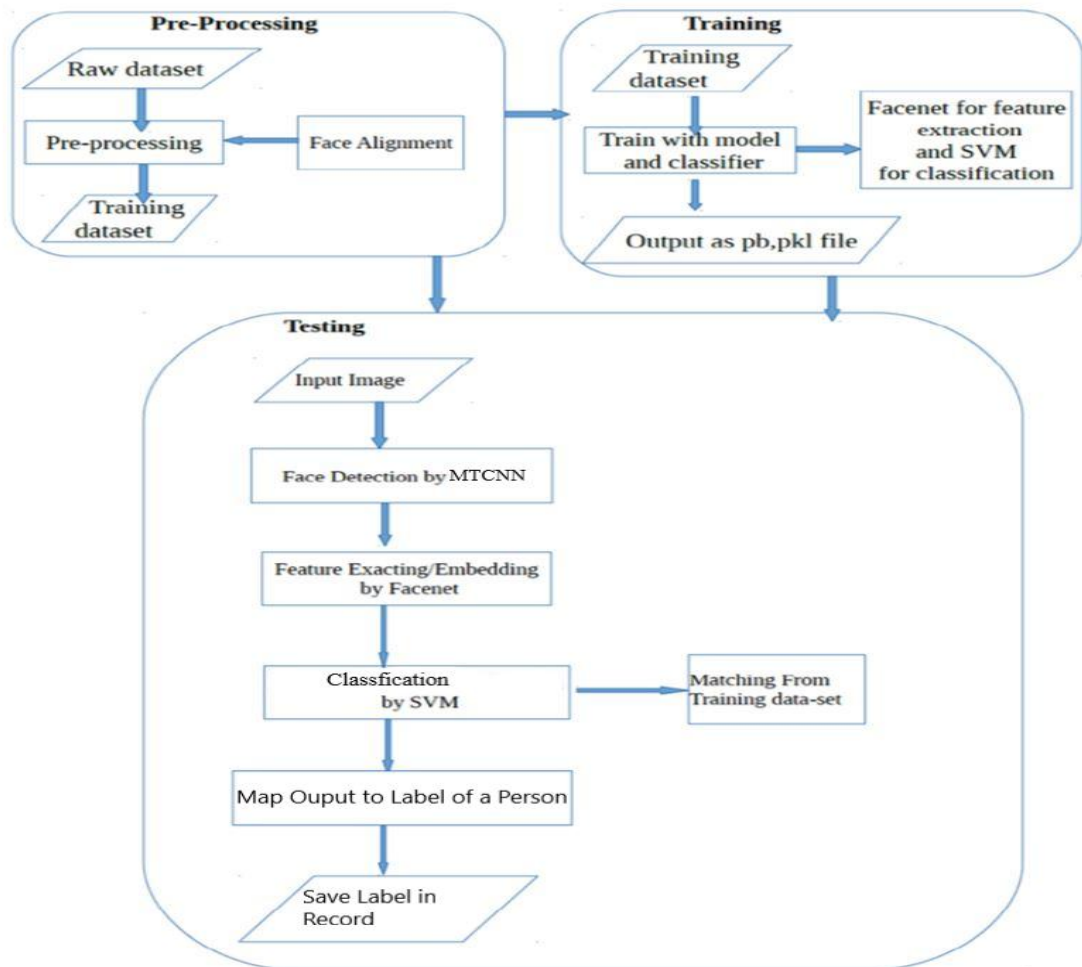 Pre-Processing
Raw dataset
Pre-processing
Face Alignment
Training
dataset
Training
Training
dataset
Train with model
and classifier
Facenet for feature
extraction
and SVM
for classification
Output as pb,pkl file
Testing
Input Image
Face Detection by MTCNN
Feature Exacting/Embedding
by Facenet
Classfication
by SVM
Matching From
Training data-set
Map Ouput to Label of a Person
Save Label in
Record